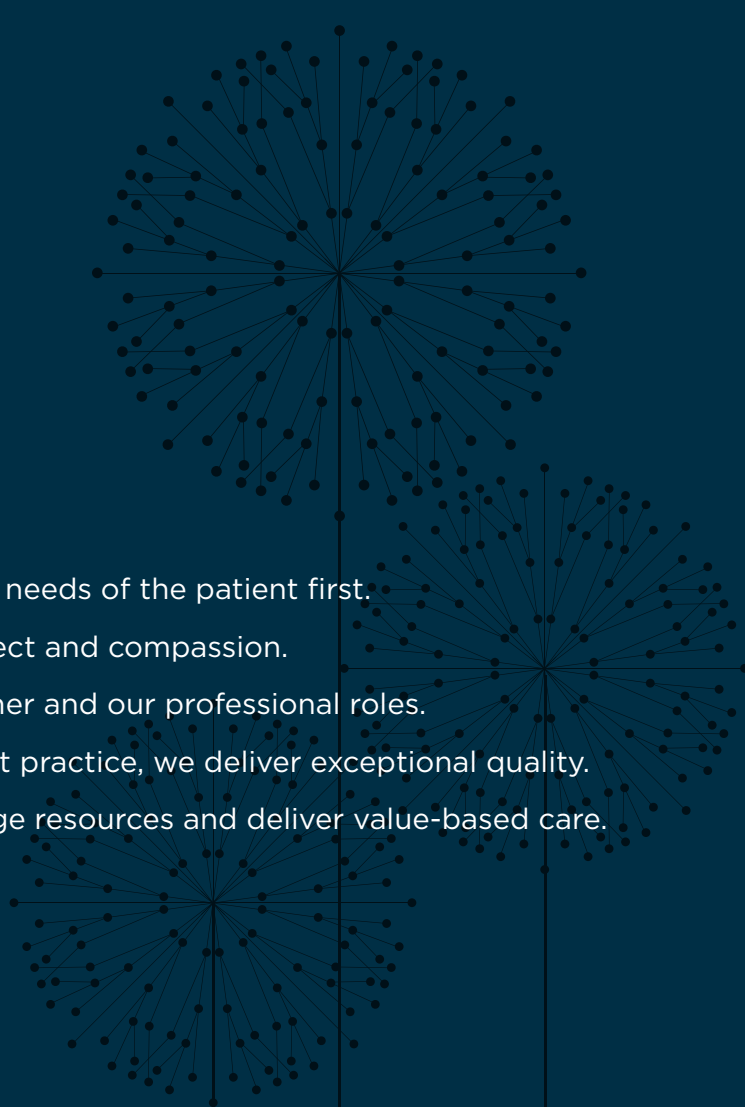 needs of the patient first.
ect and compassion.
her and our professional roles.
t practice, we deliver exceptional quality.
ge resources and deliver value-based care.